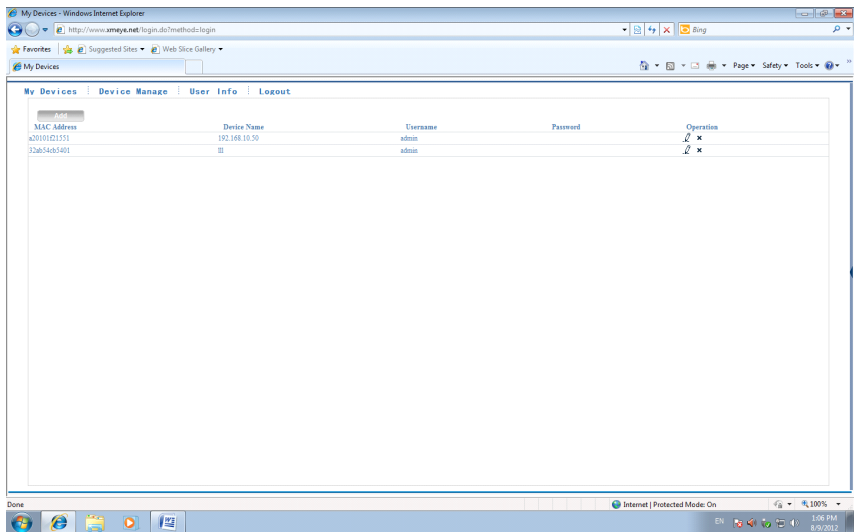 My Devices - Windows Internet Explorer
http://www.xmeye.net/login.do?method=login
Bing
Favorites Suggested Sites Web Slice Gallery
My Devices Page Safety Tools
My Devices Device Manage User Info Logout
Add
MAC Address Device Name Username Password Operation
192.168.10.50 admin
32ab54cb5401 admin
Done Internet | Protected Mode: On 100%
EN 1:06 PM
8/9/2012